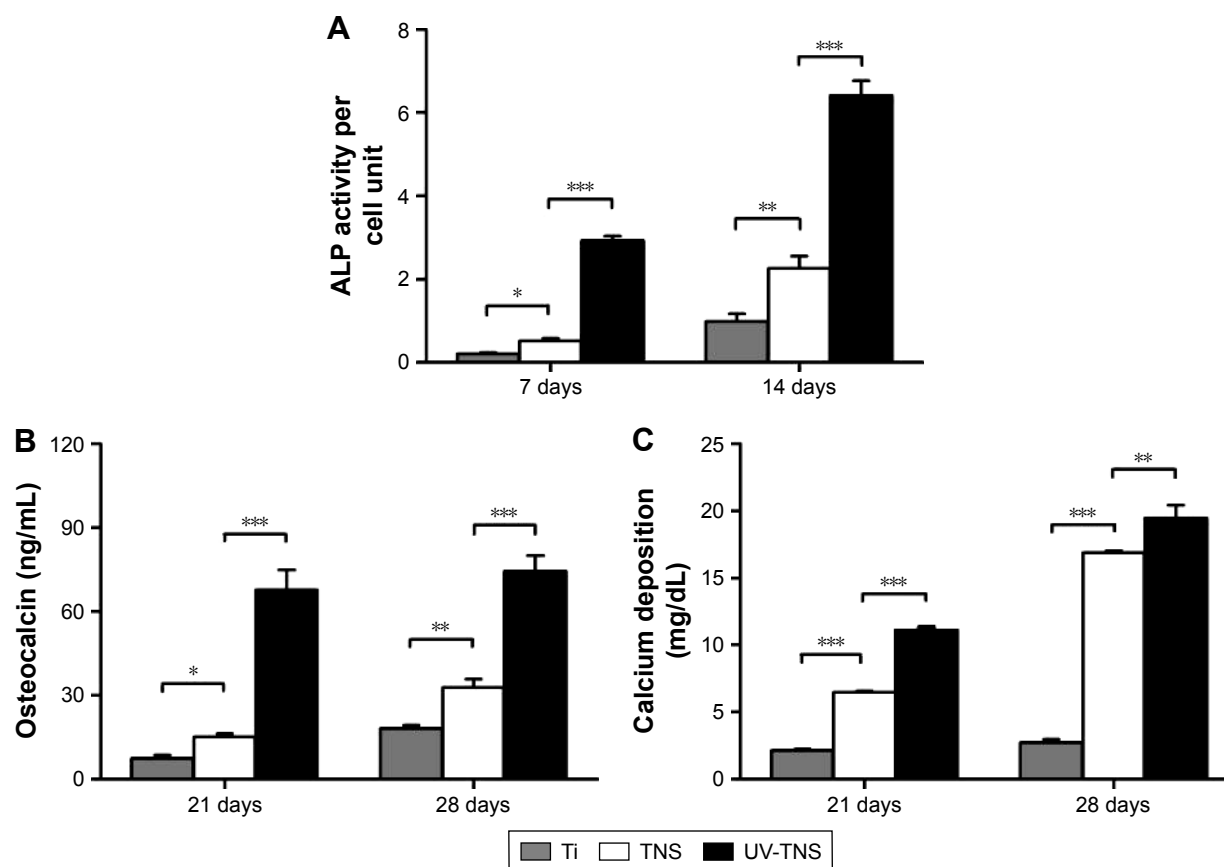 A
ALP activity per
cell unit
8
6
4
2
0
*
***
**
***
7 days
14 days
B
Osteocalcin (ng/mL)
120
90
60
30
0
*
***
**
***
21 days
28 days
C
Calcium deposition
(mg/dL)
25
20
15
10
5
0
***
***
***
**
21 days
28 days
Ti TNS UV-TNS